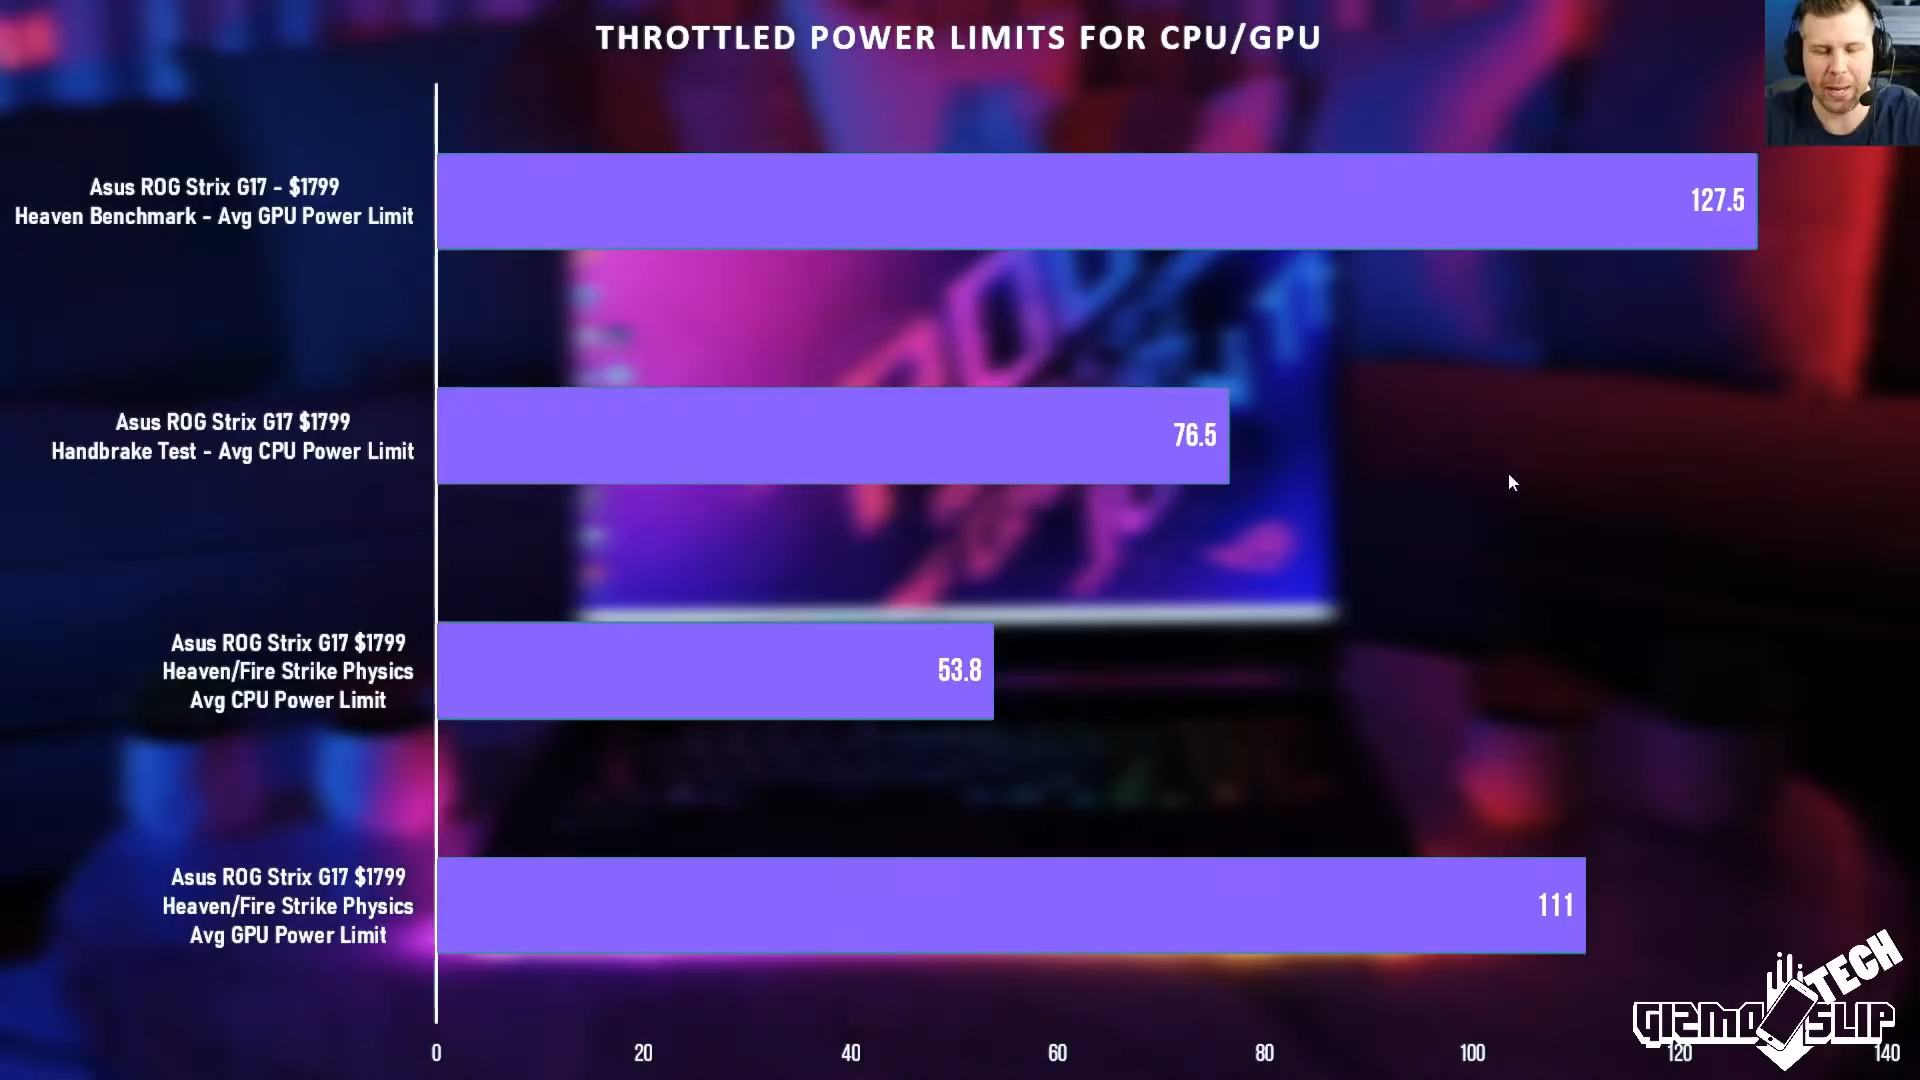 THROTTLED POWER LIMITS FOR CPU/GPU
Asus ROG Strix G17 - $1799
Heaven Benchmark - Avg GPU Power Limit
127.5
Asus ROG Strix G17 $1799
Handbrake Test - Avg CPU Power Limit
76.5
Asus ROG Strix G17 $1799
Heaven/Fire Strike Physics
Avg CPU Power Limit
53.8
Asus ROG Strix G17 $1799
Heaven/Fire Strike Physics
Avg GPU Power Limit
111
0 20 40 60 80 100 120 140
GIZMO SLIP
TECH